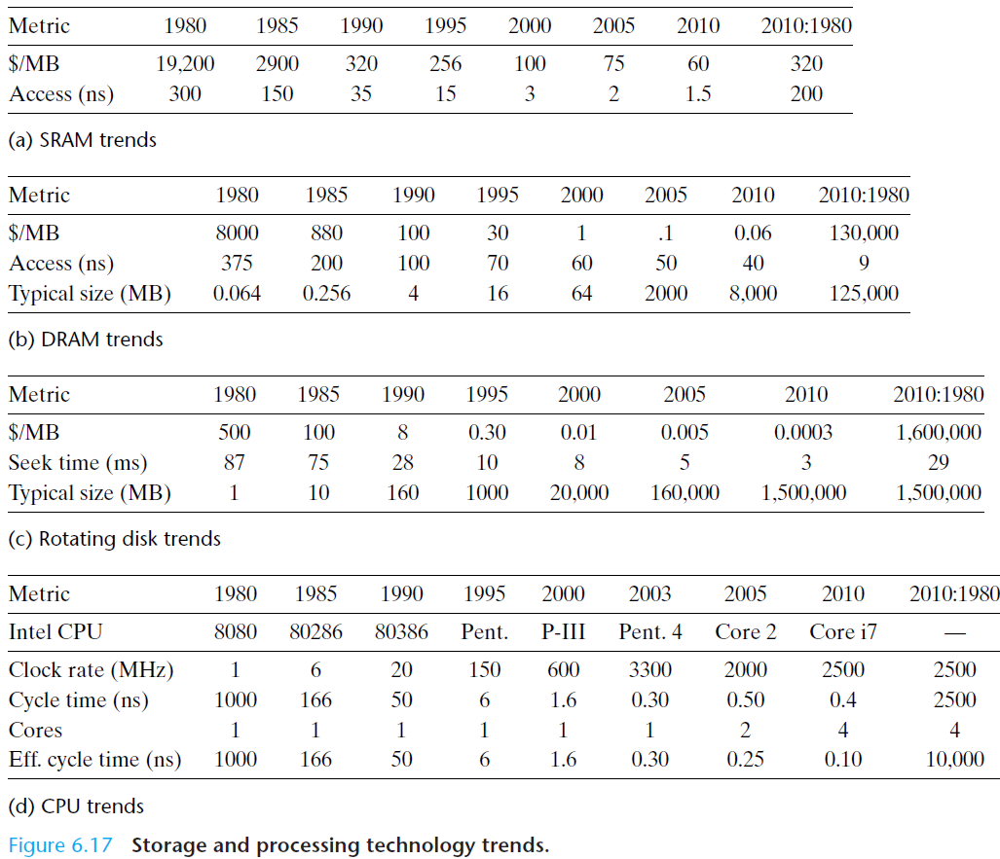 Metric 1980 1985 1990 1995 2000 2005 2010 2010:1980
$/MB 19,200 2900 320 256 100 75 60 320
Access (ns) 300 150 35 15 3 2 1.5 200
(a) SRAM trends
Metric 1980 1985 1990 1995 2000 2005 2010 2010:1980
$/MB 8000 880 100 30 1 .1 0.06 130,000
Access (ns) 375 200 100 70 60 50 40 9
Typical size (MB) 0.064 0.256 4 16 64 2000 8,000 125,000
(b) DRAM trends
Metric 1980 1985 1990 1995 2000 2005 2010 2010:1980
$/MB 500 100 8 0.30 0.01 0.005 0.0003 1,600,000
Seek time (ms) 87 75 28 10 8 5 3 29
Typical size (MB) 1 10 160 1000 20,000 160,000 1,500,000 1,500,000
(c) Rotating disk trends
Metric 1980 1985 1990 1995 2000 2003 2005 2010 2010:1980
Intel CPU 8080 80286 80386 Pent. P-III Pent. 4 Core 2 Core i7 —
Clock rate (MHz) 1 6 20 150 600 3300 2000 2500 2500
Cycle time (ns) 1000 166 50 6 1.6 0.30 0.50 0.4 2500
Cores 1 1 1 1 1 1 2 4 4
Eff. cycle time (ns) 1000 166 50 6 1.6 0.30 0.25 0.10 10,000
(d) CPU trends
Figure 6.17 Storage and processing technology trends.